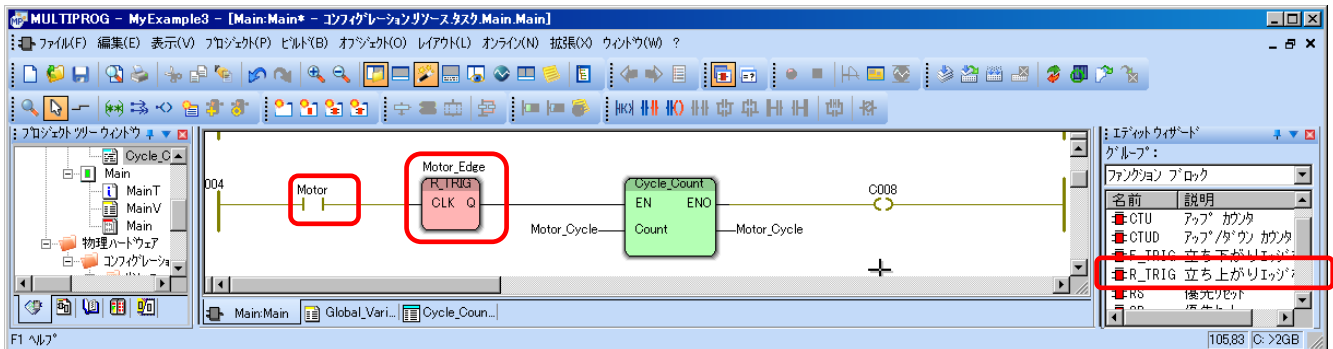 MULTIPROG - MyExample3 - [Main:Main* - コンフィグレーション.リソース.タスク.Main.Main]
ファイル(F) 編集(E) 表示(V) プロジェクト(P) ビルド(B) オブジェクト(O) レイアウト(L) オンライン(N) 拡張(X) ウィンドウ(W) ?
プロジェクト ツリー ウィンドウ
Cycle_C
Main
MainT
MainV
Main
物理ハードウェア
コンフィグレーショ
004
Motor
Motor_Edge
R_TRIG
CLK Q
Cycle_Count
EN ENO
Motor_Cycle
Count
Motor_Cycle
C008
Main:Main
Global_Vari...
Cycle_Coun...
エディット ウィザード
グループ:
ファンクション ブロック
名前 説明
CTU アップ カウンタ
CTUD アップ/ダウン カウンタ
F_TRIG 立ち下がりエッジ
R_TRIG 立ち上がりエッジ
RS 優先リセット
F1 ヘルプ
105,83 C: >2GB